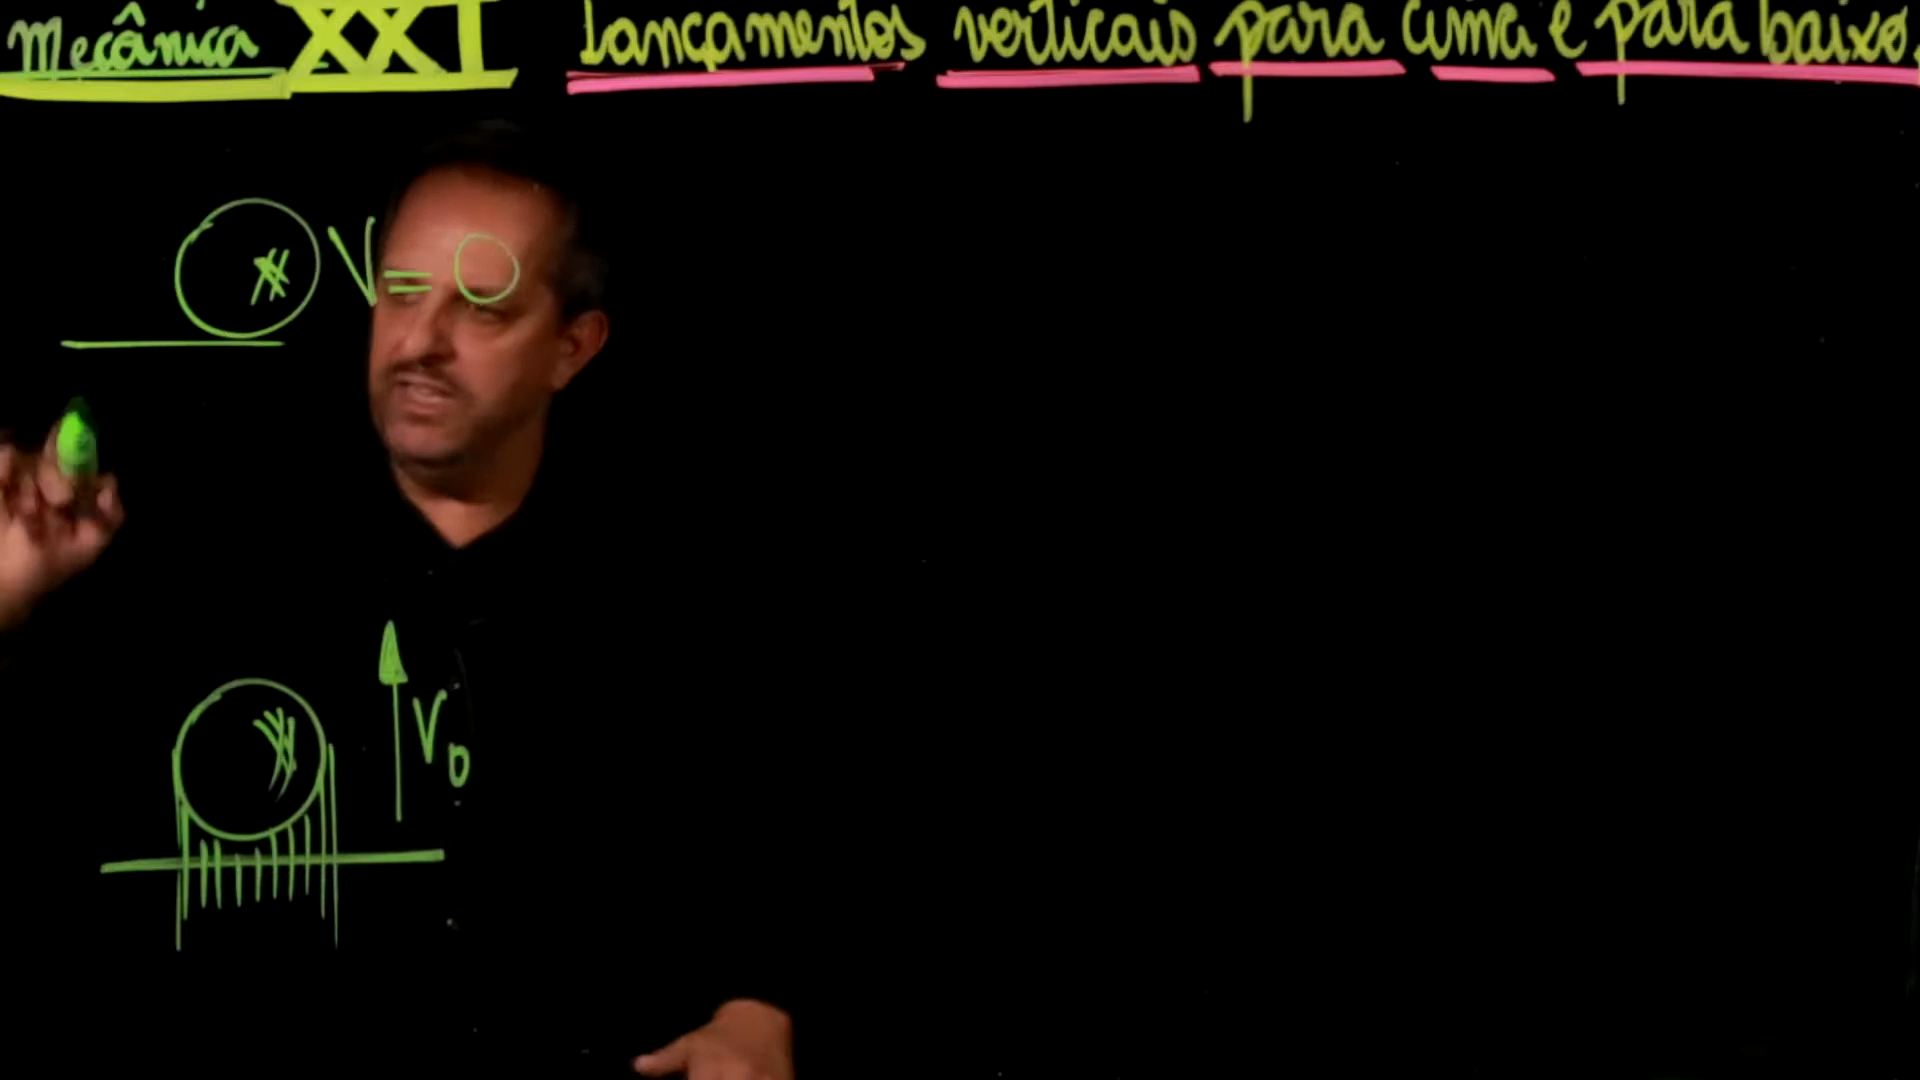 Mecânica XXI Lançamentos verticais para cima e para baixo.
V = 0
V₀